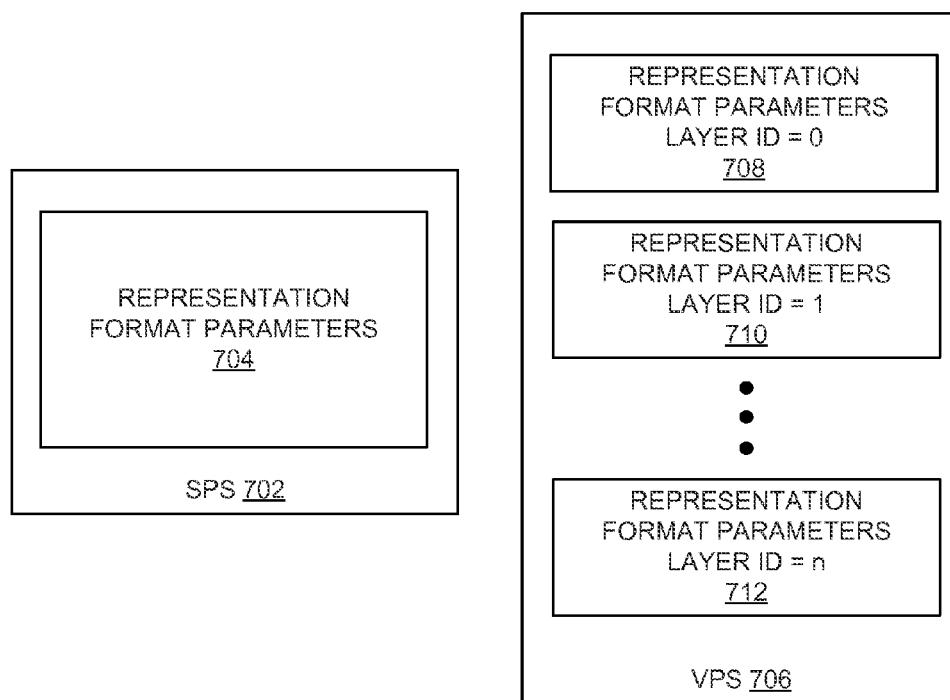 REPRESENTATION
FORMAT PARAMETERS
704
SPS 702
REPRESENTATION
FORMAT PARAMETERS
LAYER ID = 0
708
REPRESENTATION
FORMAT PARAMETERS
LAYER ID = 1
710
REPRESENTATION
FORMAT PARAMETERS
LAYER ID = n
712
VPS 706